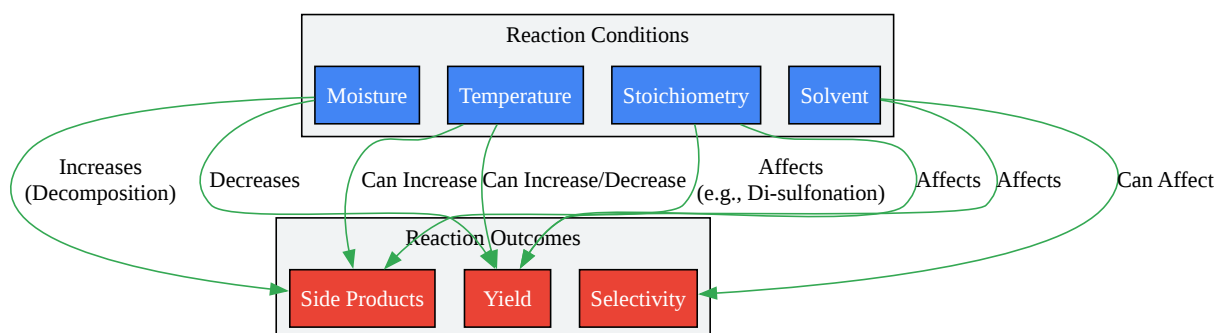 Reaction Conditions
Moisture
Temperature
Stoichiometry
Solvent
Increases
(Decomposition)
Decreases
Can Increase
Can Increase/Decrease
Affects
(e.g., Di-sulfonation)
Affects
Affects
Can Affect
Reaction Outcomes
Side Products
Yield
Selectivity